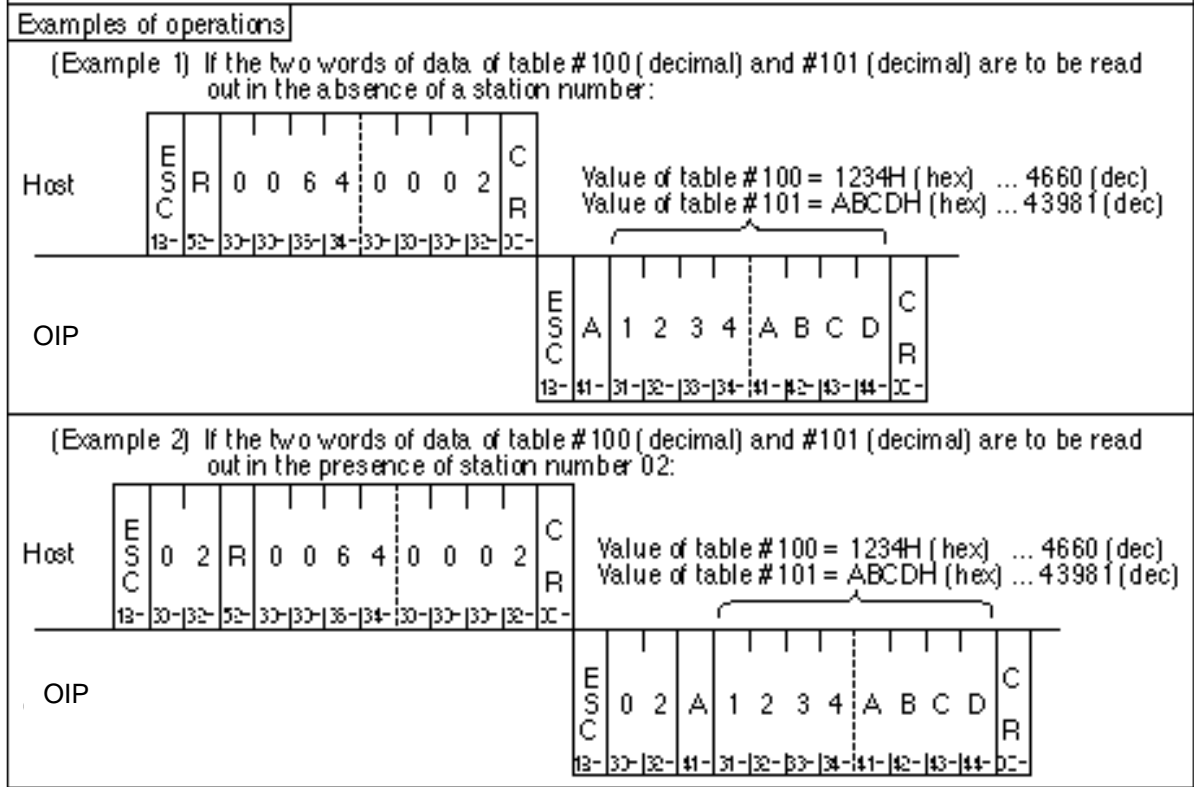 Examples of operations
(Example 1) If the two words of data of table #100 (decimal) and #101 (decimal) are to be read
out in the absence of a station number:
Host
ESC R 0 0 6 4 0 0 0 2 CR
Value of table #100 = 1234H (hex) ... 4660 (dec)
Value of table #101 = ABCDH (hex) ... 43981 (dec)
OIP
ESC A 1 2 3 4 A B C D CR
(Example 2) If the two words of data of table #100 (decimal) and #101 (decimal) are to be read
out in the presence of station number 02:
Host
ESC 0 2 R 0 0 6 4 0 0 0 2 CR
Value of table #100 = 1234H (hex) ... 4660 (dec)
Value of table #101 = ABCDH (hex) ... 43981 (dec)
OIP
ESC 0 2 A 1 2 3 4 A B C D CR